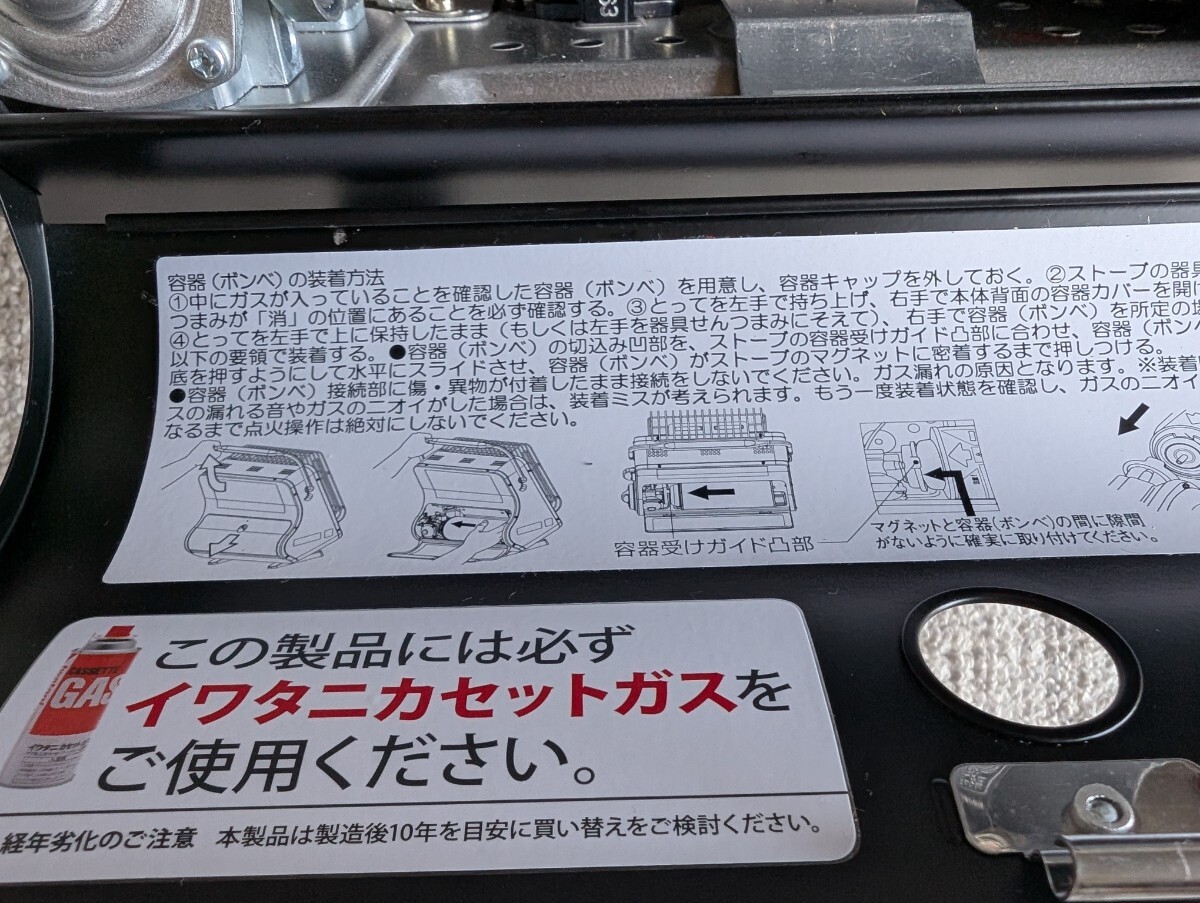 容器（ボンベ）の装着方法
①中にガスが入っていることを確認した容器（ボンベ）を用意し、容器キャップを外しておく。②ストーブの器具
つまみが「消」の位置にあることを必ず確認する。③とってを左手で持ち上げ、右手で本体背面の容器カバーを開け
④とってを左手で上に保持したまま（もしくは左手を器具せんつまみにそえて）、右手で容器（ボンベ）を所定の
以下の要領で装着する。●容器（ボンベ）の切込み凹部を、ストーブの容器受けガイド凸部に合わせ、容器（ボンベ
底を押すようにして水平にスライドさせ、容器（ボンベ）がストーブのマグネットに密着するまで押しつける。
●容器（ボンベ）接続部に傷・異物が付着したまま接続をしないでください。ガス漏れの原因となります。※装着
スの漏れる音やガスのニオイがした場合は、装着ミスが考えられます。もう一度装着状態を確認し、ガスのニオイ
なるまで点火操作は絶対にしないでください。
容器受けガイド凸部
マグネットと容器(ボンベ)の間に隙間
がないように確実に取り付けてください。
この製品には必ず
イワタニカセットガスを
ご使用ください。
CASSETTE
GAS
イワタニカセット
経年劣化のご注意 本製品は製造後10年を目安に買い替えをご検討ください。